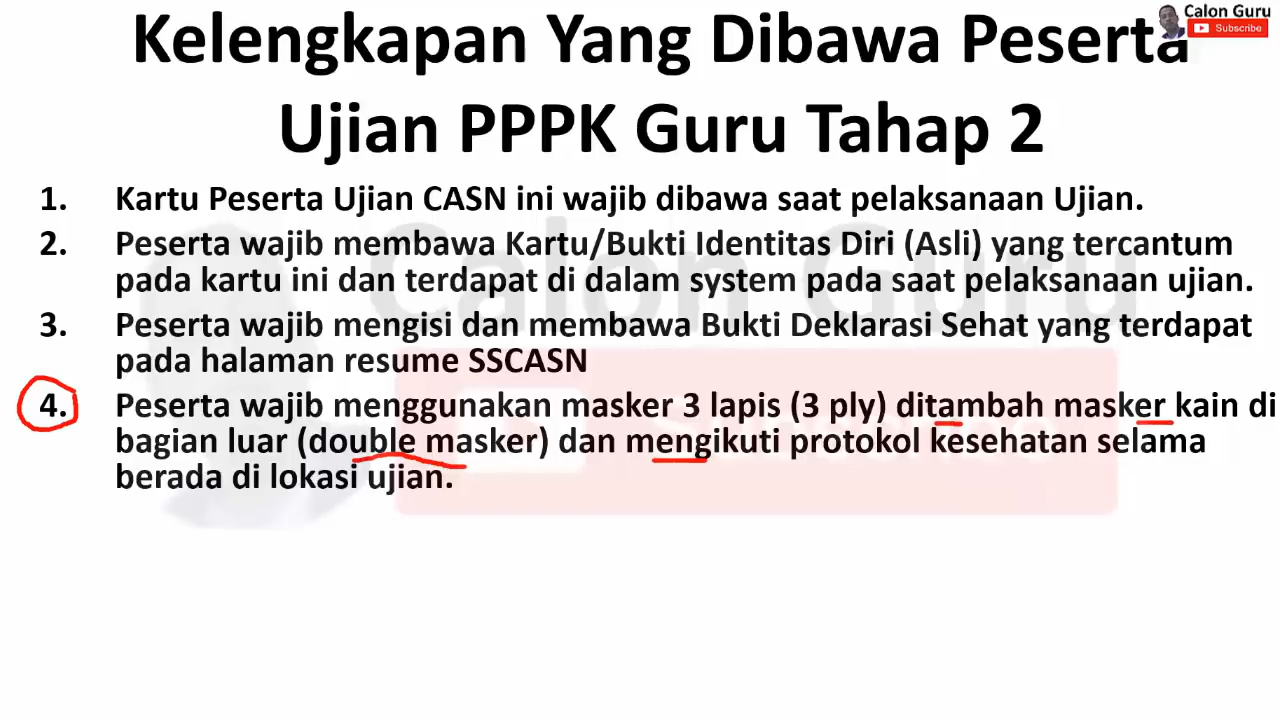 Calon Guru
Subscribe
Kelengkapan Yang Dibawa Peserta
Ujian PPPK Guru Tahap 2
1. Kartu Peserta Ujian CASN ini wajib dibawa saat pelaksanaan Ujian.
2. Peserta wajib membawa Kartu/Bukti Identitas Diri (Asli) yang tercantum
pada kartu ini dan terdapat di dalam system pada saat pelaksanaan ujian.
3. Peserta wajib mengisi dan membawa Bukti Deklarasi Sehat yang terdapat
pada halaman resume SSCASN
4. Peserta wajib menggunakan masker 3 lapis (3 ply) ditambah masker kain di
bagian luar (double masker) dan mengikuti protokol kesehatan selama
berada di lokasi ujian.
Calon Guru